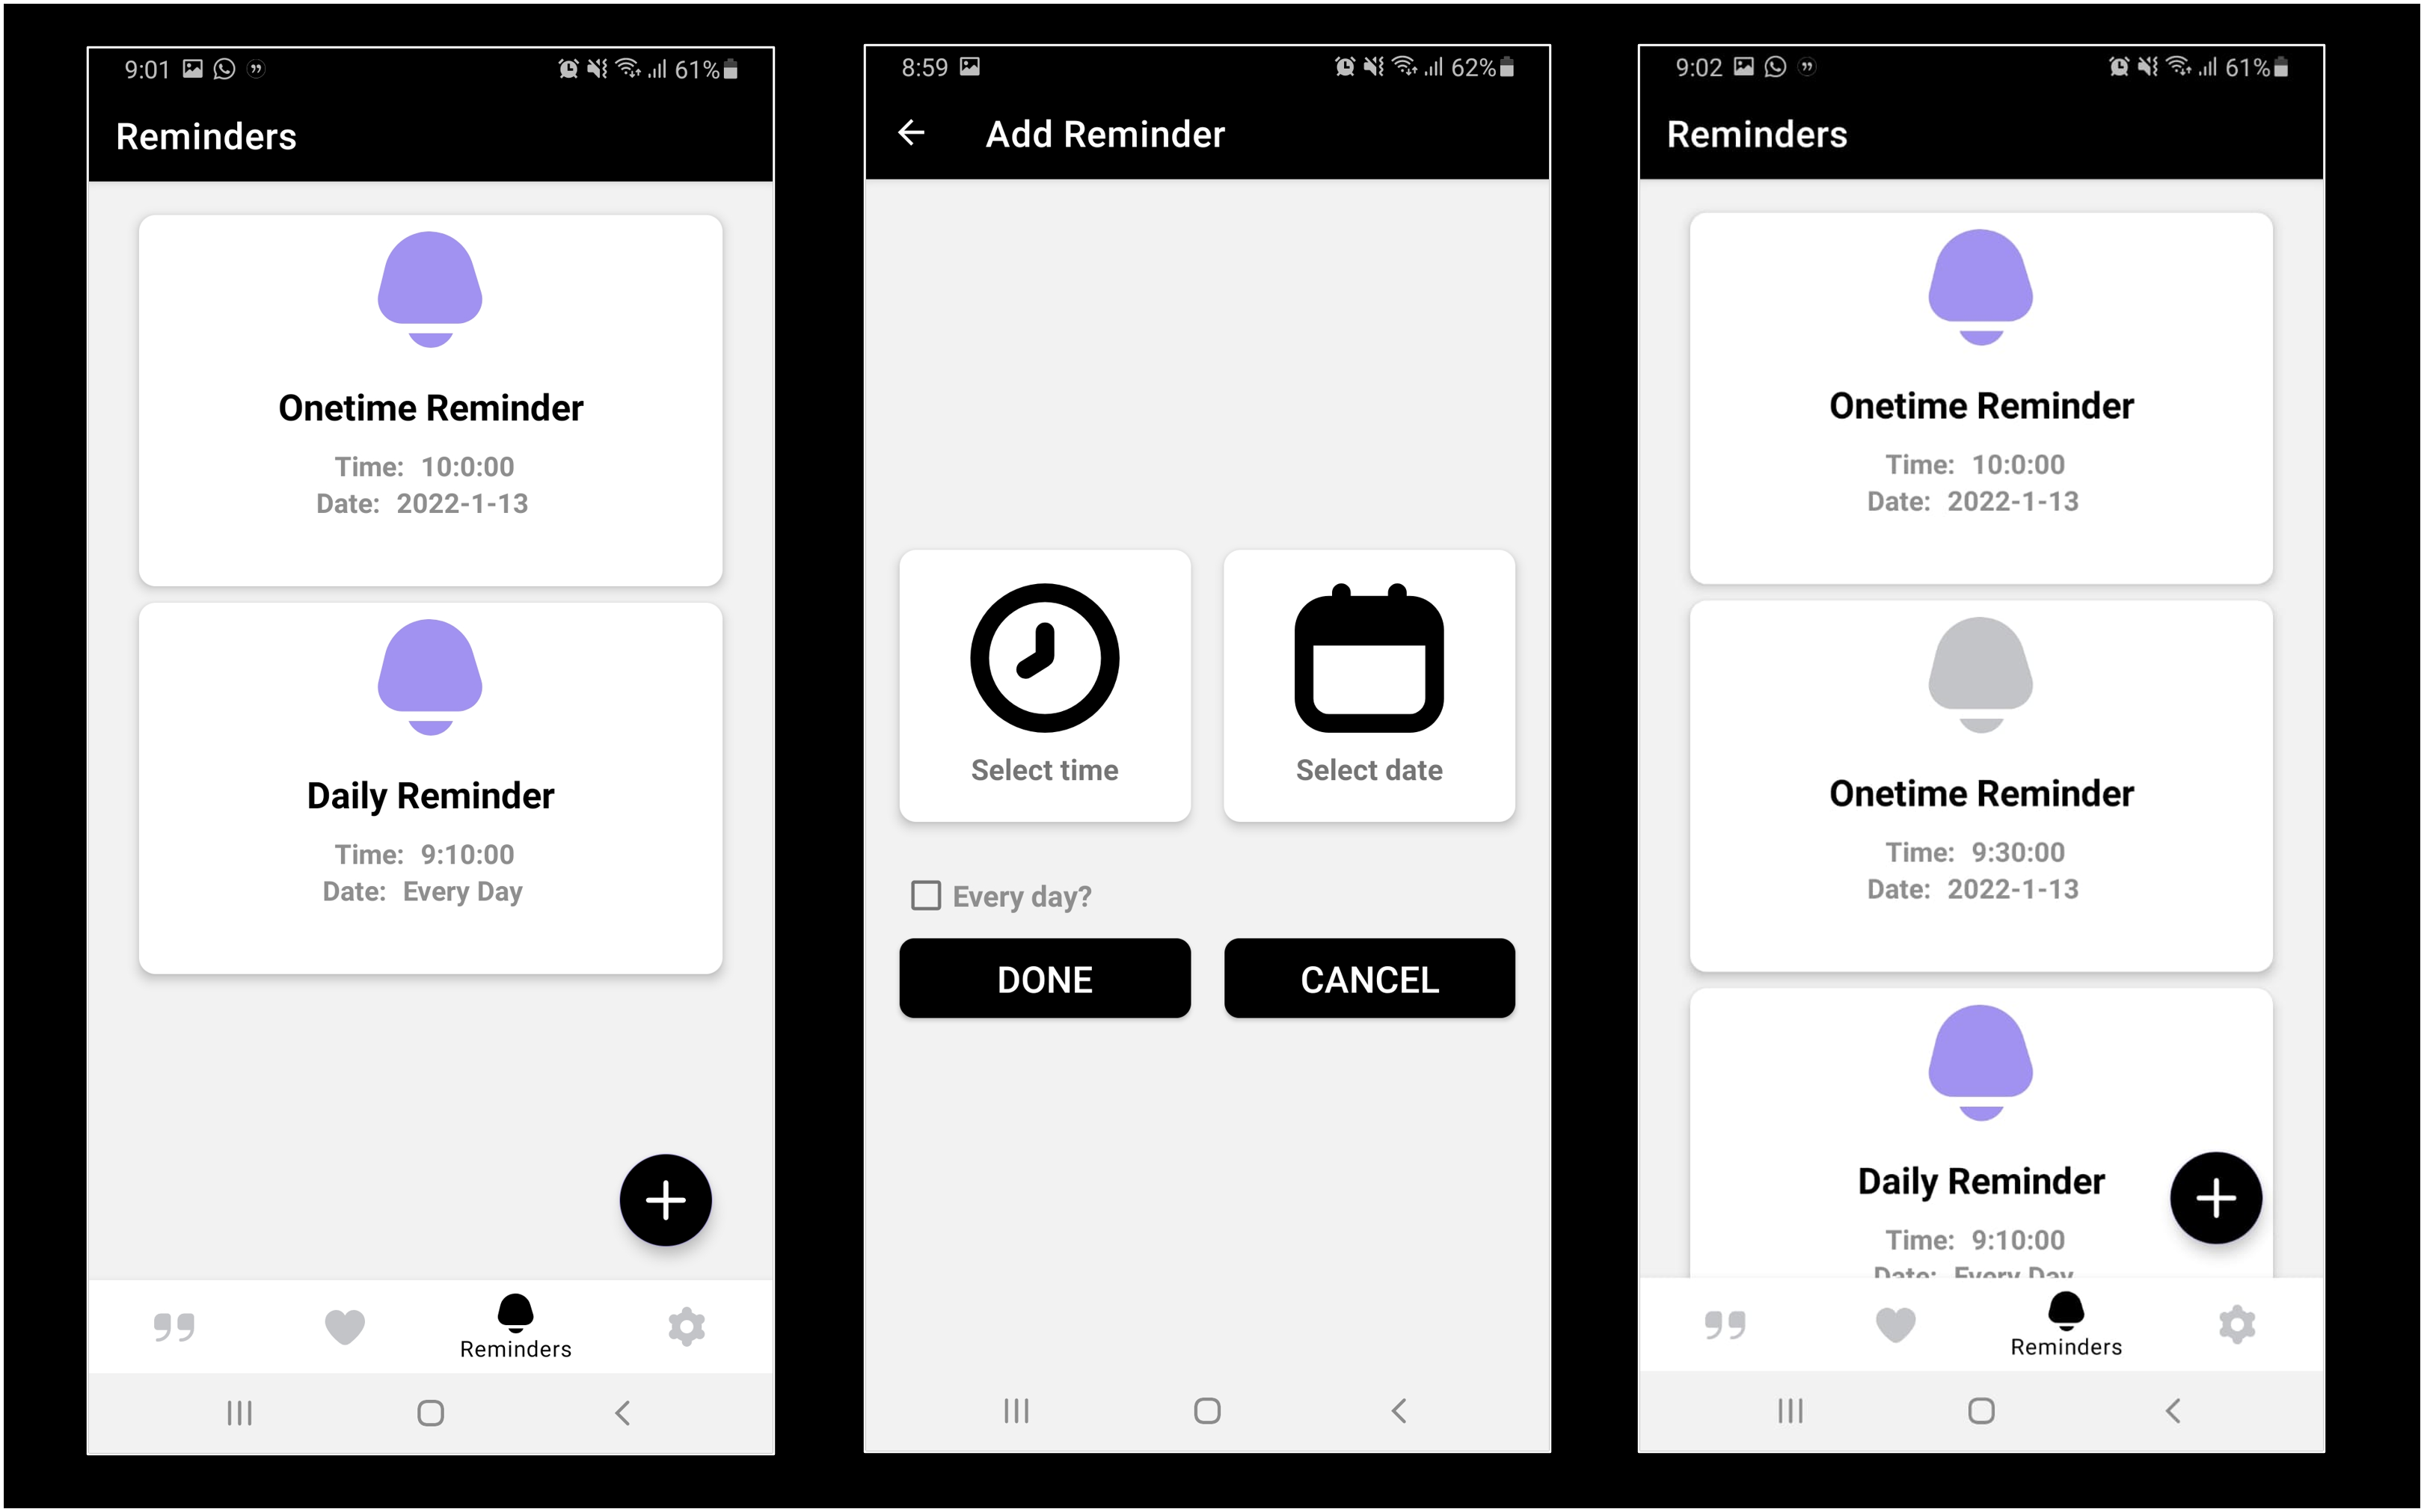 9:01
61%
Reminders
Onetime Reminder
Time: 10:0:00
Date: 2022-1-13
Daily Reminder
Time: 9:10:00
Date: Every Day
Reminders
8:59
62%
Add Reminder
Select time
Select date
Every day?
DONE
CANCEL
9:02
61%
Reminders
Onetime Reminder
Time: 10:0:00
Date: 2022-1-13
Onetime Reminder
Time: 9:30:00
Date: 2022-1-13
Daily Reminder
Time: 9:10:00
Date: Every Day
Reminders